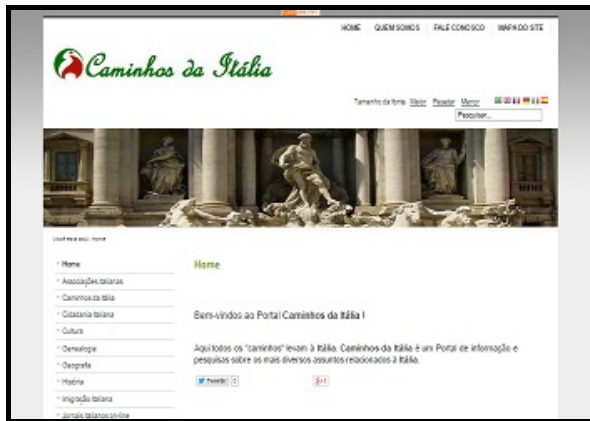 HOME QUEM SOMOS FALE CONOSCO MAPA DO SITE
Caminhos da Itália
Tamanho da fonte: Maior Resetar Menor
Pesquisar...
Você está aqui: Home
Home
Associações Italianas
Caminhos da Itália
Cidadania Italiana
Cultura
Genealogia
Geografia
História
Imigração Italiana
Jornais Italianos on-line
Home
Bem-vindos ao Portal Caminhos da Itália !
Aqui todos os "caminhos" levam à Itália. Caminhos da Itália é um Portal de informação e
pesquisas sobre os mais diversos assuntos relacionados à Itália.
Tweetar 0